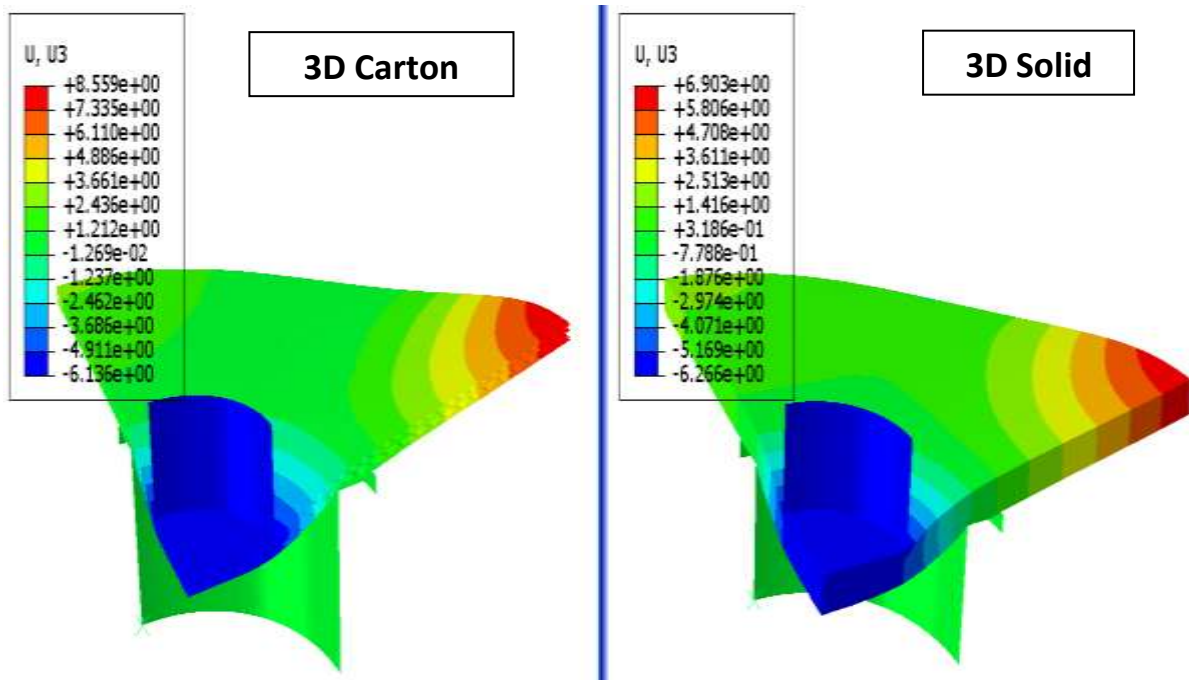 3D Carton
U, U3
+8.559e+00
+7.335e+00
+6.110e+00
+4.886e+00
+3.661e+00
+2.436e+00
+1.212e+00
-1.269e-02
-1.237e+00
-2.462e+00
-3.686e+00
-4.911e+00
-6.136e+00
3D Solid
U, U3
+6.903e+00
+5.806e+00
+4.708e+00
+3.611e+00
+2.513e+00
+1.416e+00
+3.186e-01
-7.788e-01
-1.876e+00
-2.974e+00
-4.071e+00
-5.169e+00
-6.266e+00